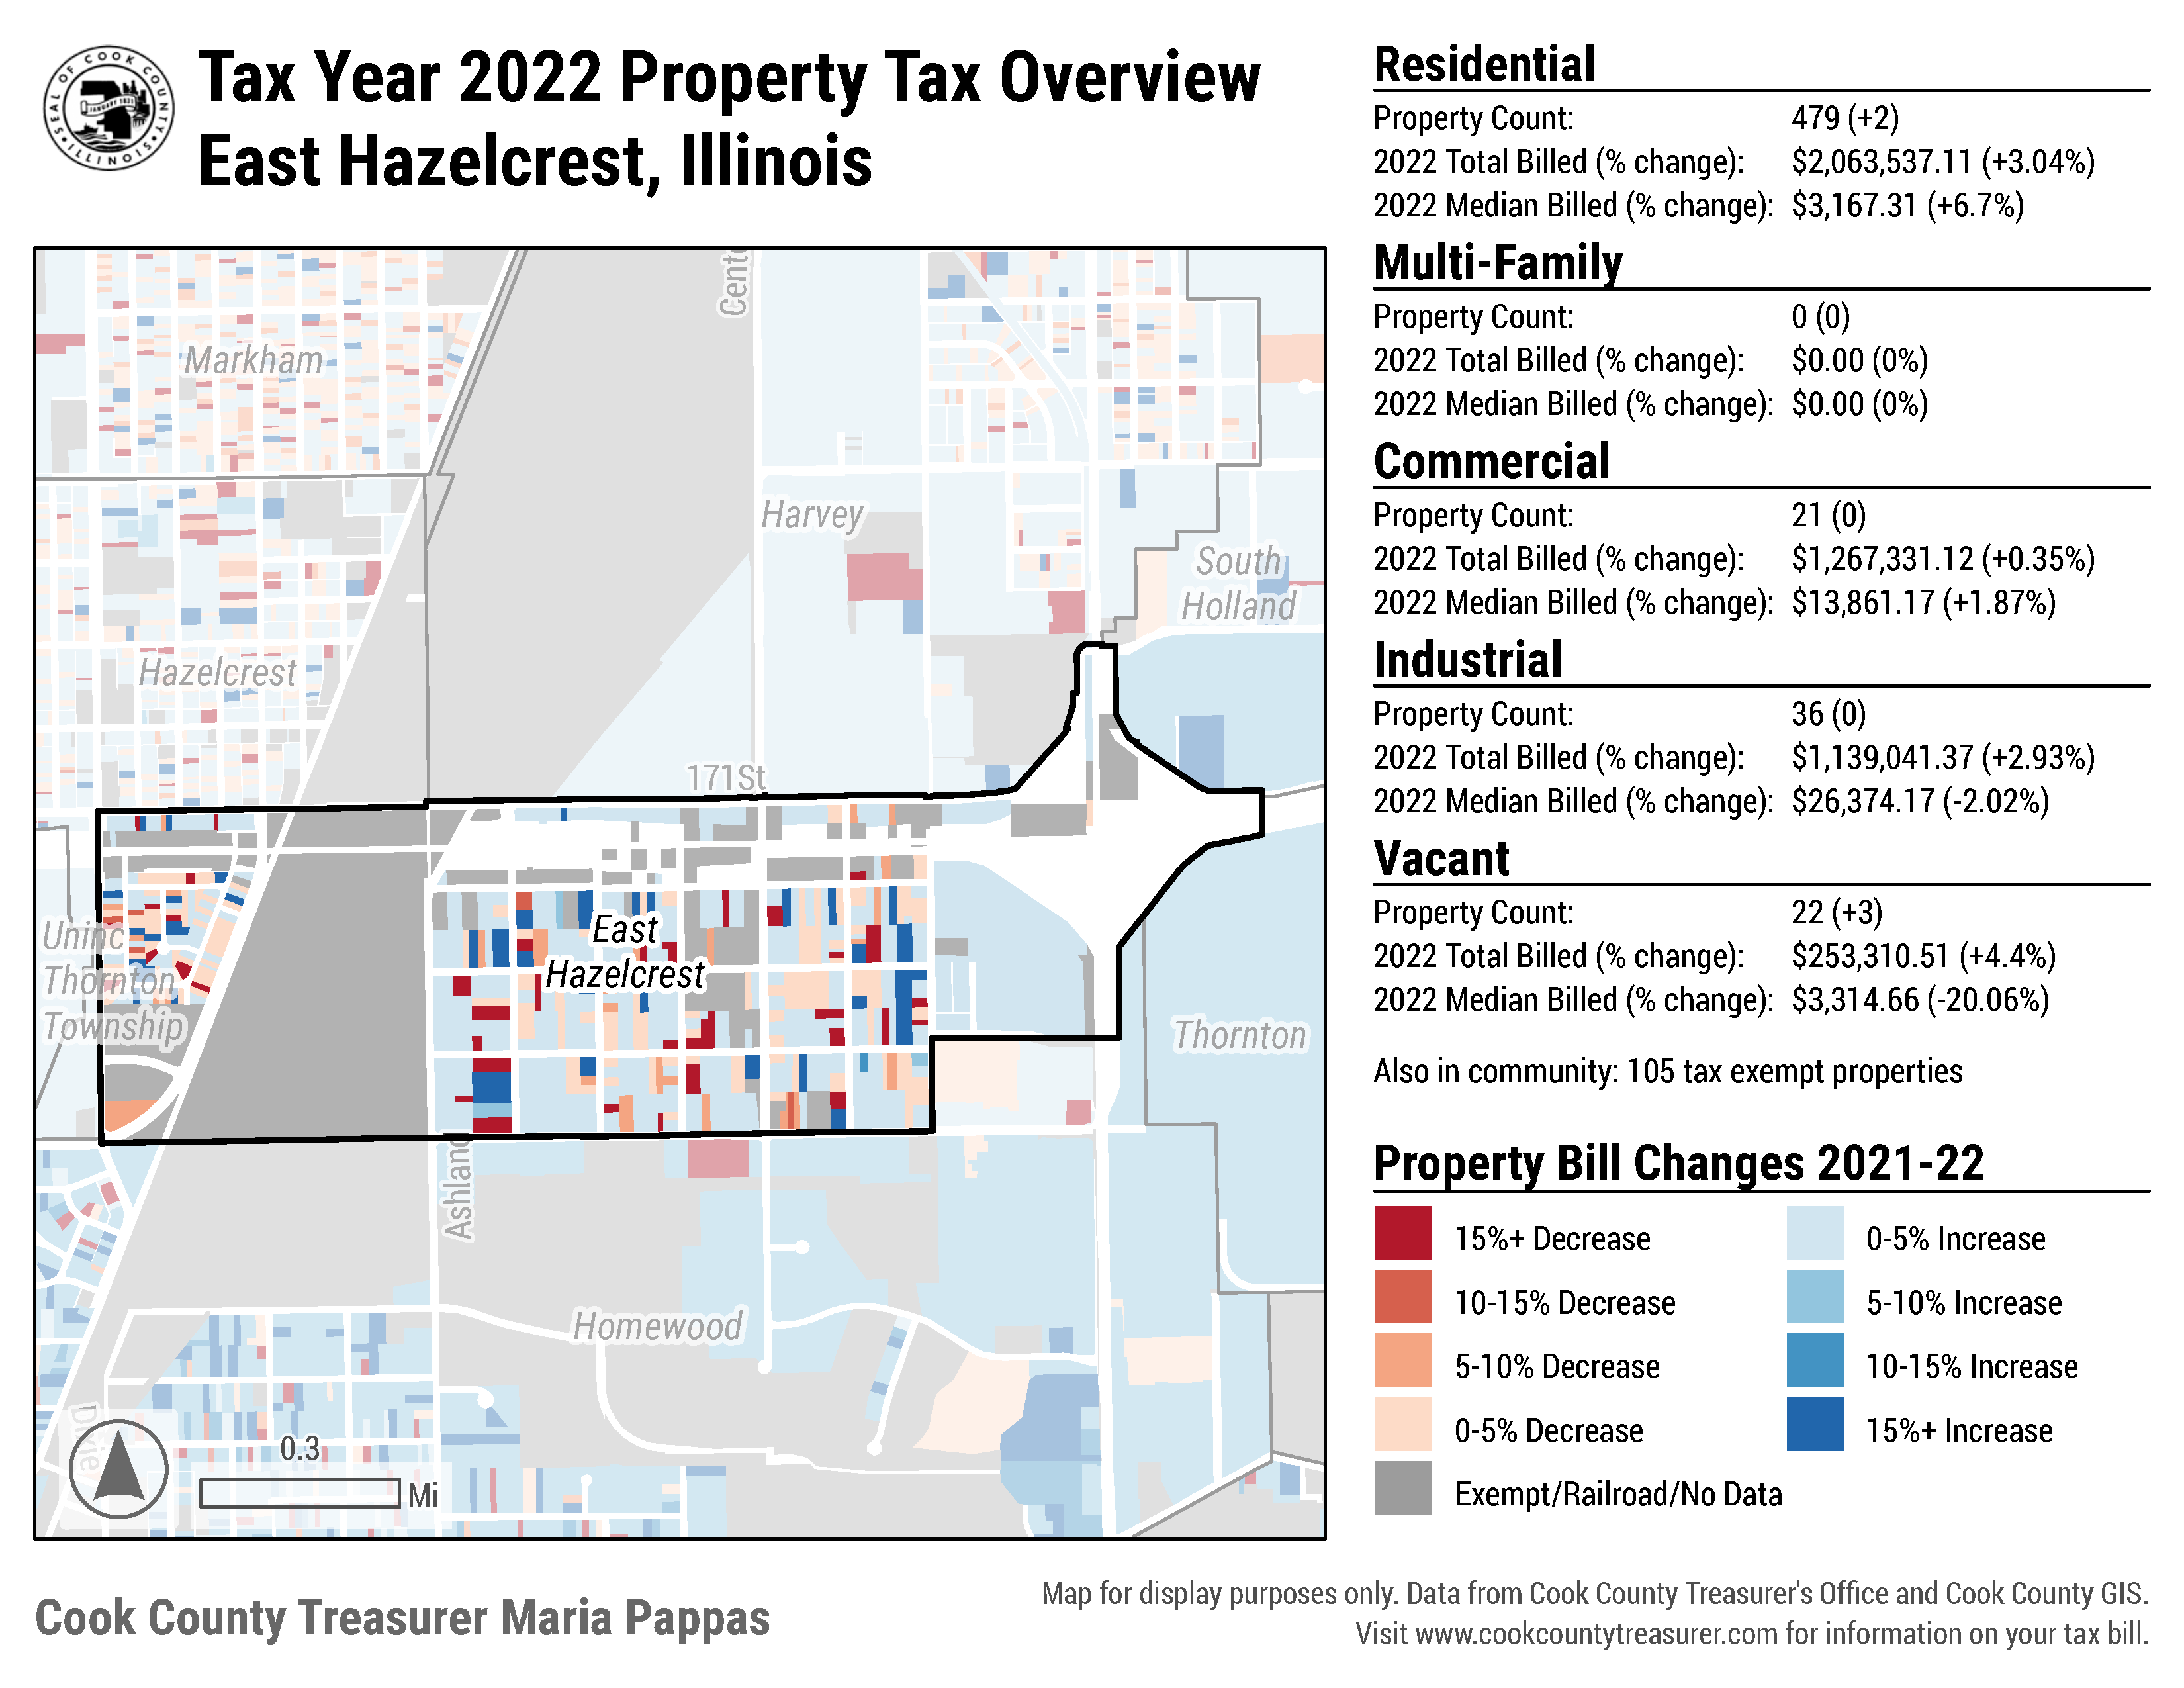 SEAL OF COOK COUNTY
JANUARY 1831
ILLINOIS
Tax Year 2022 Property Tax Overview
East Hazelcrest, Illinois
Markham
Harvey
South
Holland
Hazelcrest
171St
Uninc
Thornton
Township
East
Hazelcrest
Thornton
Ashland
Homewood
Dixie
0.3
Mi
Residential
Property Count: 479 (+2)
2022 Total Billed (% change): $2,063,537.11 (+3.04%)
2022 Median Billed (% change): $3,167.31 (+6.7%)
Multi-Family
Property Count: 0 (0)
2022 Total Billed (% change): $0.00 (0%)
2022 Median Billed (% change): $0.00 (0%)
Commercial
Property Count: 21 (0)
2022 Total Billed (% change): $1,267,331.12 (+0.35%)
2022 Median Billed (% change): $13,861.17 (+1.87%)
Industrial
Property Count: 36 (0)
2022 Total Billed (% change): $1,139,041.37 (+2.93%)
2022 Median Billed (% change): $26,374.17 (-2.02%)
Vacant
Property Count: 22 (+3)
2022 Total Billed (% change): $253,310.51 (+4.4%)
2022 Median Billed (% change): $3,314.66 (-20.06%)
Also in community: 105 tax exempt properties
Property Bill Changes 2021-22
15%+ Decrease
10-15% Decrease
5-10% Decrease
0-5% Decrease
Exempt/Railroad/No Data
0-5% Increase
5-10% Increase
10-15% Increase
15%+ Increase
Cook County Treasurer Maria Pappas
Map for display purposes only. Data from Cook County Treasurer's Office and Cook County GIS.
Visit www.cookcountytreasurer.com for information on your tax bill.